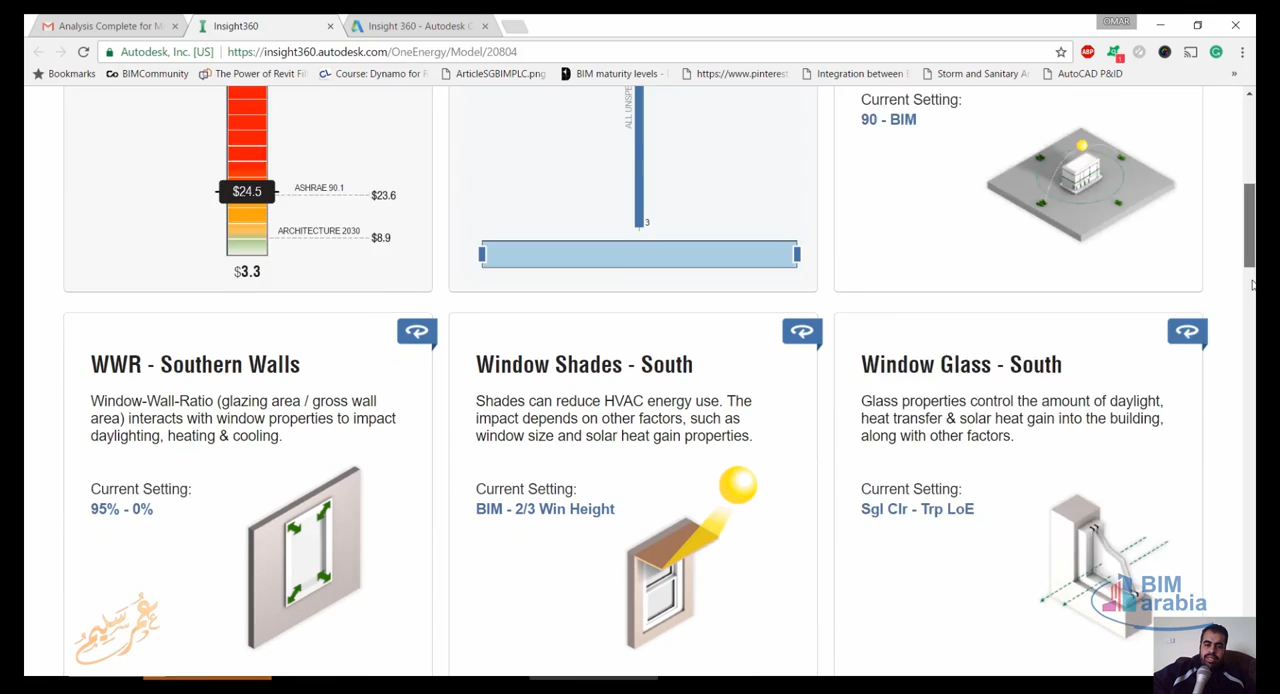 Analysis Complete for M
Insight360
Insight 360 - Autodesk C
OMAR
Autodesk, Inc. [US]
https://insight360.autodesk.com/OneEnergy/Model/20804
ABP
1
Bookmarks
BIMCommunity
The Power of Revit Fi
Course: Dynamo for
ArticleSGBIMPLC.png
BIM maturity levels -
https://www.pinterest
Integration between
Storm and Sanitary A
AutoCAD P&ID
$24.5
ASHRAE 90.1
$23.6
ARCHITECTURE 2030
$8.9
$3.3
ALL UNSPE
3
Current Setting:
90 - BIM
WWR - Southern Walls
Window-Wall-Ratio (glazing area / gross wall
area) interacts with window properties to impact
daylighting, heating & cooling.
Current Setting:
95% - 0%
Window Shades - South
Shades can reduce HVAC energy use. The
impact depends on other factors, such as
window size and solar heat gain properties.
Current Setting:
BIM - 2/3 Win Height
Window Glass - South
Glass properties control the amount of daylight,
heat transfer & solar heat gain into the building,
along with other factors.
Current Setting:
Sgl Clr - Trp LoE
عُمر سَليمُ
BIM
arabia